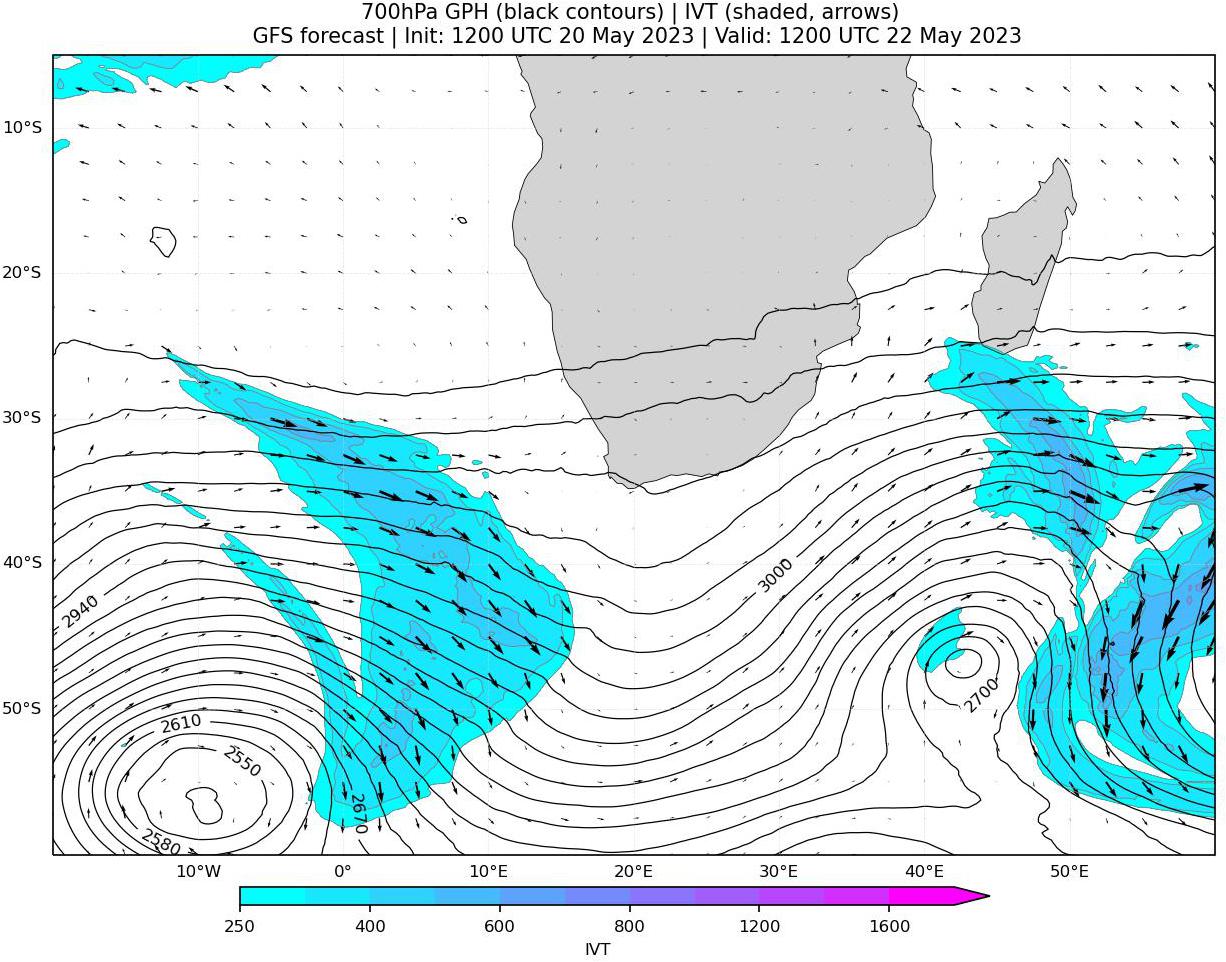 700hPa GPH (black contours) | IVT (shaded, arrows)
GFS forecast | Init: 1200 UTC 20 May 2023 | Valid: 1200 UTC 22 May 2023
10°S
20°S
30°S
40°S
50°S
3000
2940
2700
2610
2550
2670
2580
10°W 0° 10°E 20°E 30°E 40°E 50°E
250 400 600 800 1200 1600
IVT